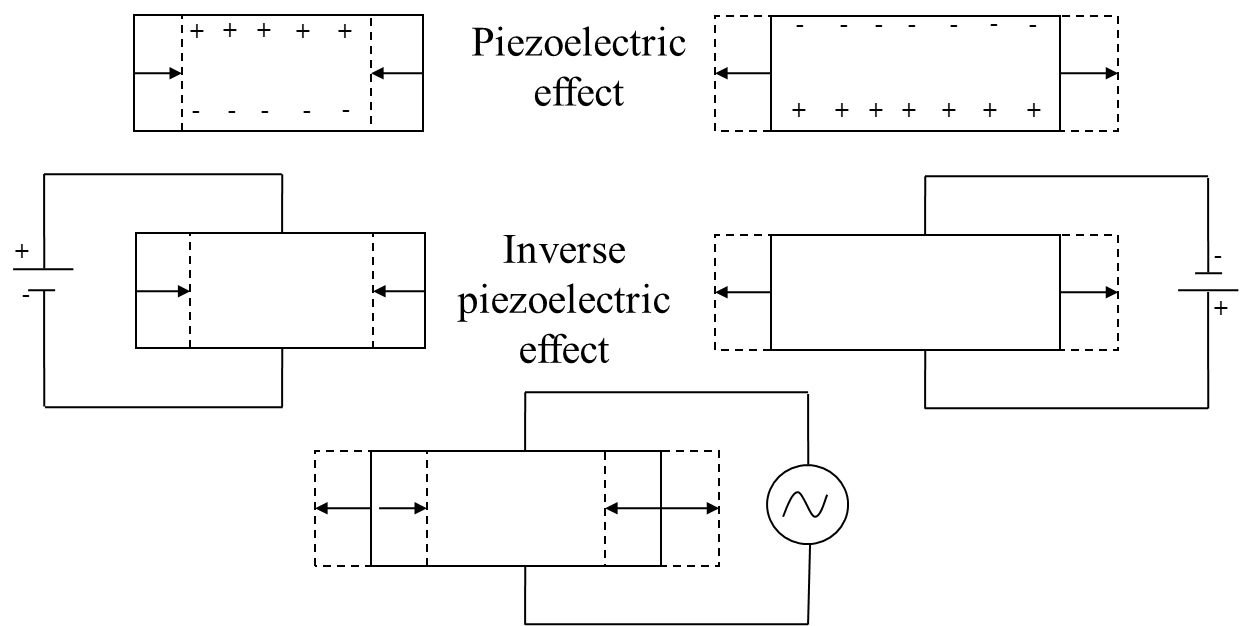 + + + + +
- - - - -
Piezoelectric
effect
- - - - - - -
+ + + + + + +
+
-
Inverse
piezoelectric
effect
-
+